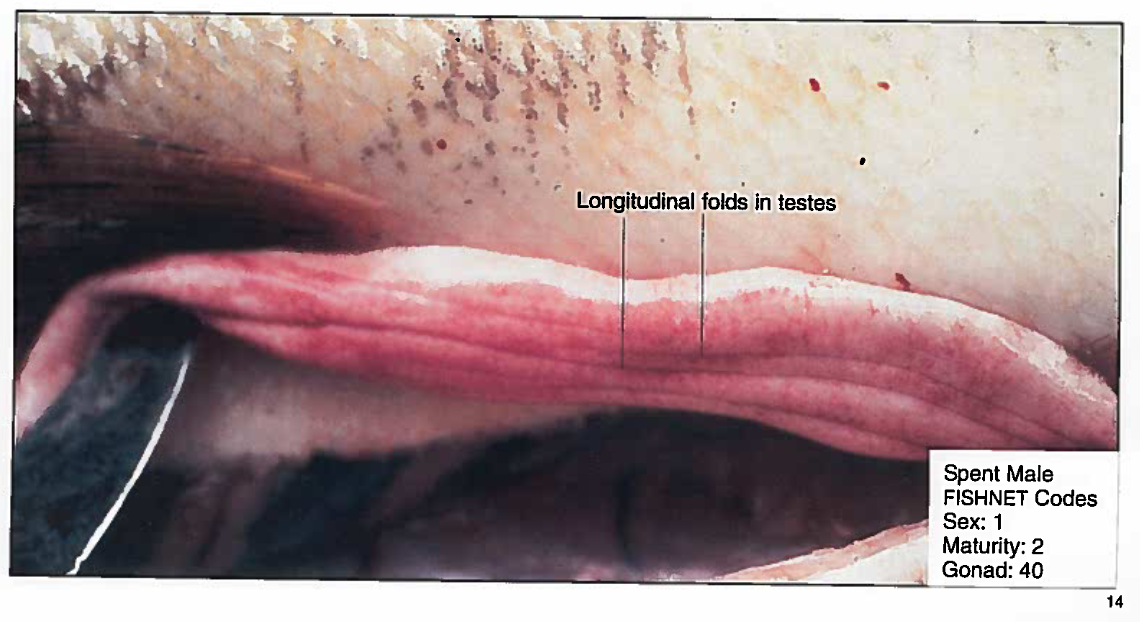 Longitudinal folds in testes
Spent Male
FISHNET Codes
Sex: 1
Maturity: 2
Gonad: 40
14